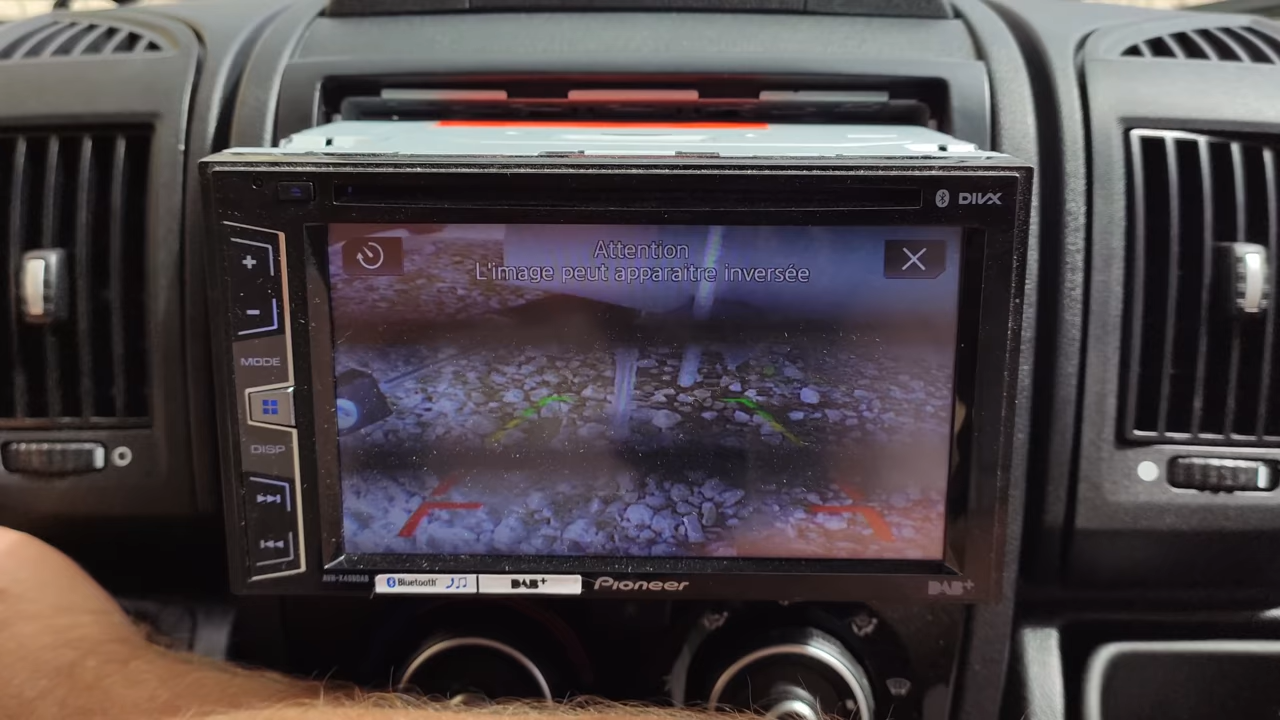 DIVX
Attention
L'image peut apparaitre inversée
+
-
MODE
DISP
Bluetooth
DAB+
Pioneer
DAB+